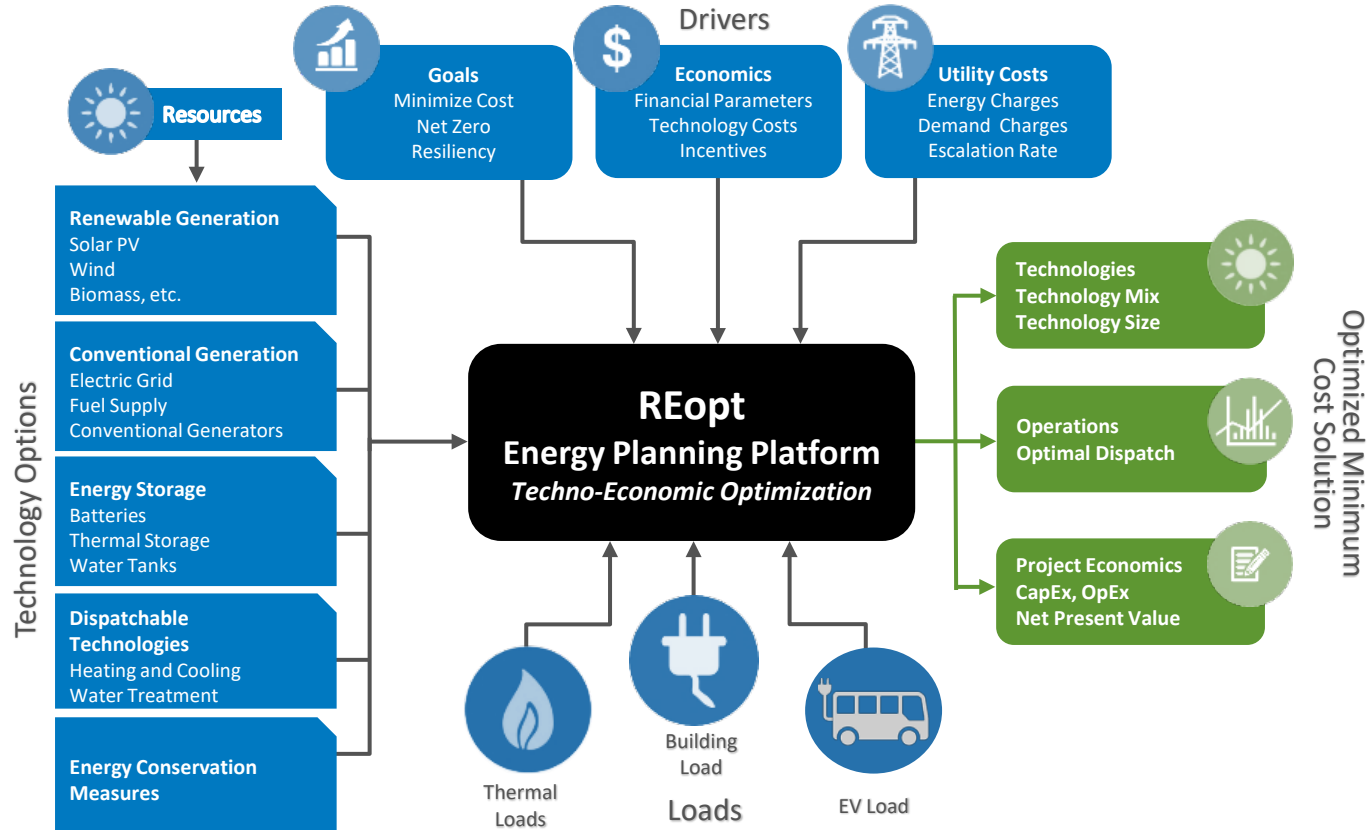 Drivers
Goals
Minimize Cost
Net Zero
Resiliency
$
Economics
Financial Parameters
Technology Costs
Incentives
Utility Costs
Energy Charges
Demand Charges
Escalation Rate
Resources
Technology Options
Renewable Generation
Solar PV
Wind
Biomass, etc.
Conventional Generation
Electric Grid
Fuel Supply
Conventional Generators
Energy Storage
Batteries
Thermal Storage
Water Tanks
Dispatchable
Technologies
Heating and Cooling
Water Treatment
Energy Conservation
Measures
REopt
Energy Planning Platform
Techno-Economic Optimization
Thermal
Loads
Building
Load
EV Load
Loads
Technologies
Technology Mix
Technology Size
Operations
Optimal Dispatch
Project Economics
CapEx, OpEx
Net Present Value
Optimized Minimum
Cost Solution